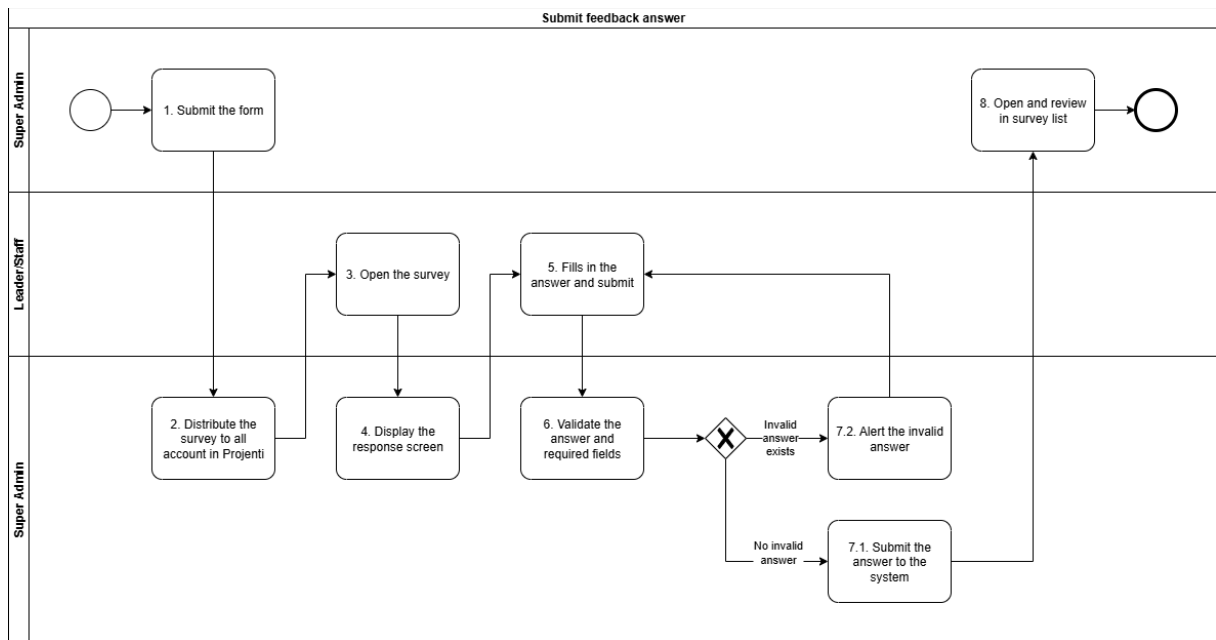 Submit feedback answer
Super Admin
1. Submit the form
8. Open and review
in survey list
Leader/Staff
3. Open the survey
5. Fills in the
answer and submit
Super Admin
2. Distribute the
survey to all
account in Projenti
4. Display the
response screen
6. Validate the
answer and
required fields
Invalid
answer
exists
7.2. Alert the invalid
answer
No invalid
answer
7.1. Submit the
answer to the
system